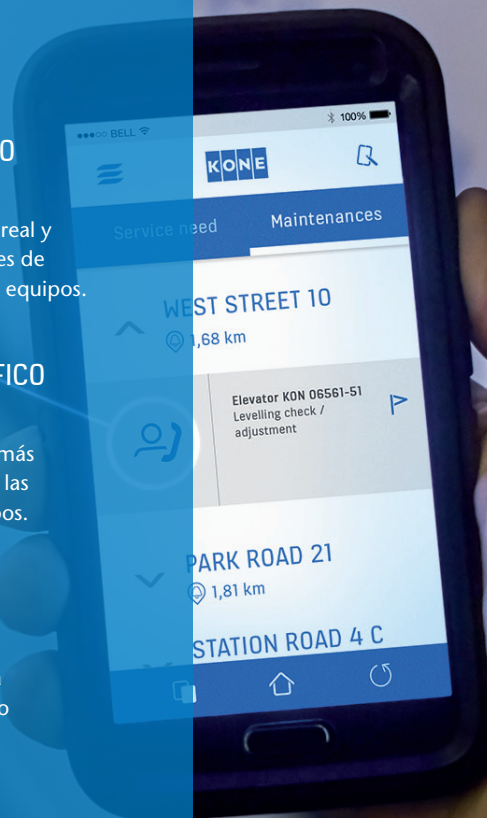 O
real y
es de
equipos.
FICO
más
las
pos.
o
BELL
100%
KONE
Service need
Maintenances
WEST STREET 10
1,68 km
Elevator KON 06561-51
Levelling check /
adjustment
PARK ROAD 21
1,81 km
STATION ROAD 4 C